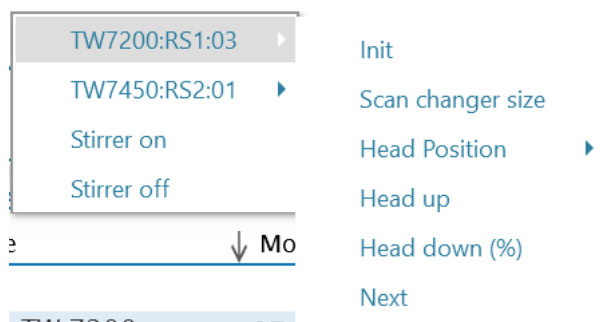 TW7200:RS1:03
TW7450:RS2:01
Stirrer on
Stirrer off
e
Mo
Init
Scan changer size
Head Position
Head up
Head down (%)
Next